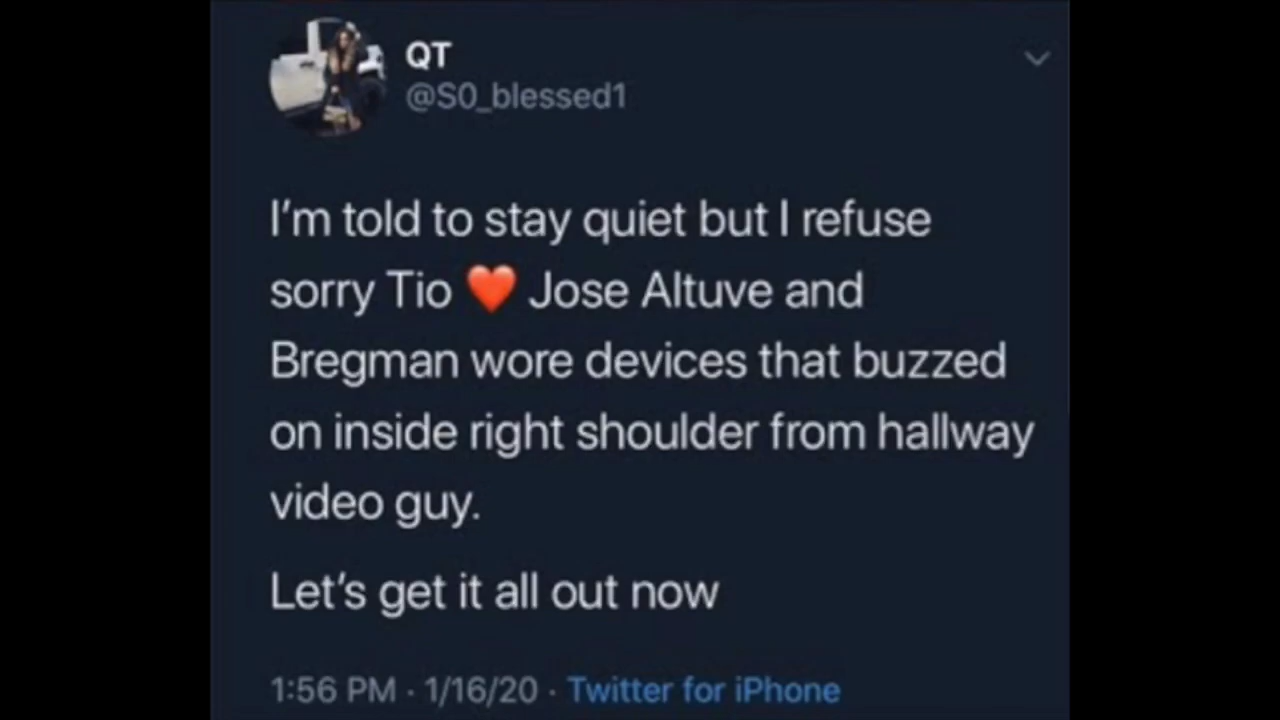 QT
@S0_blessed1
I'm told to stay quiet but I refuse
sorry Tio ❤️ Jose Altuve and
Bregman wore devices that buzzed
on inside right shoulder from hallway
video guy.
Let's get it all out now
1:56 PM · 1/16/20 · Twitter for iPhone